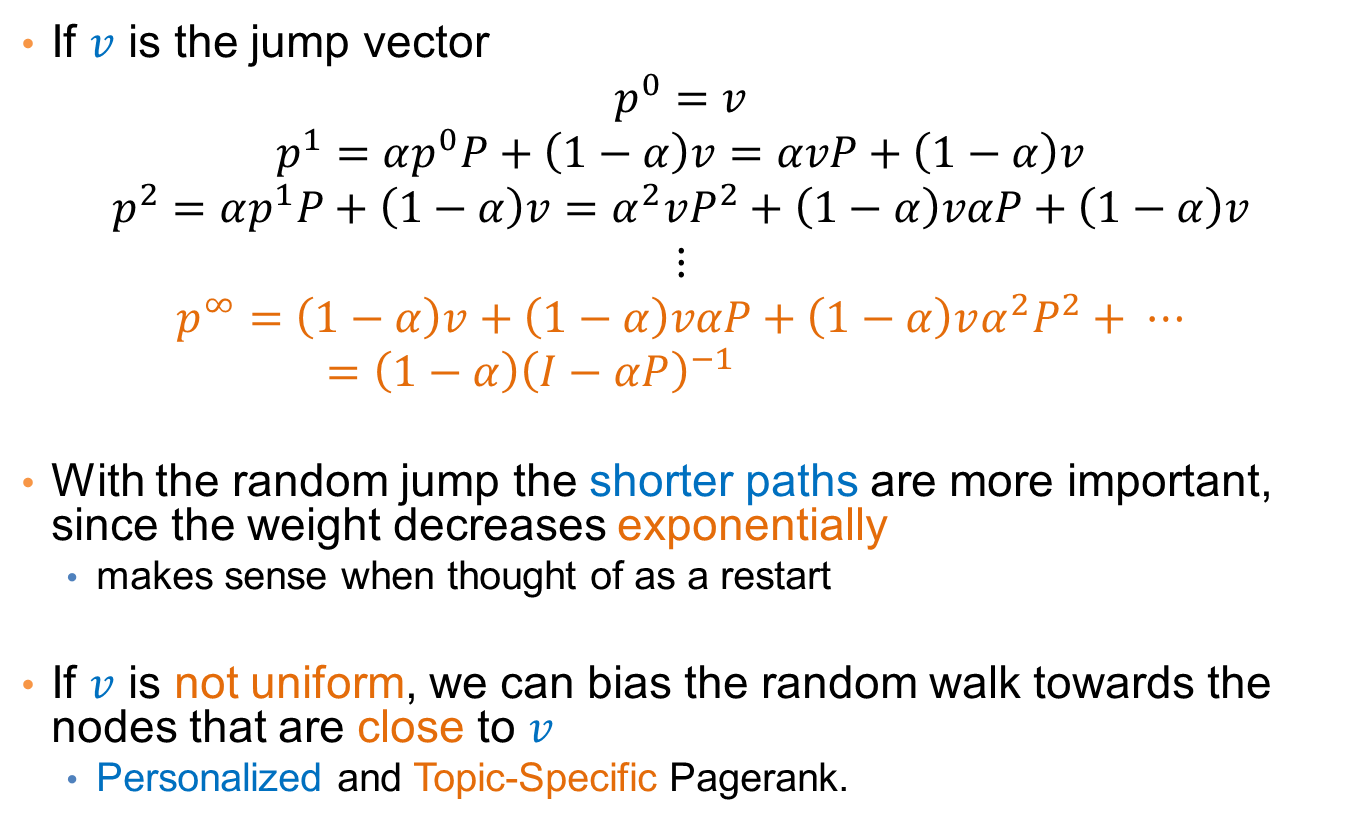 • If 𝑣 is the jump vector
𝑝⁰ = 𝑣
𝑝¹ = 𝛼𝑝⁰𝑃 + (1 − 𝛼)𝑣 = 𝛼𝑣𝑃 + (1 − 𝛼)𝑣
𝑝² = 𝛼𝑝¹𝑃 + (1 − 𝛼)𝑣 = 𝛼²𝑣𝑃² + (1 − 𝛼)𝑣𝛼𝑃 + (1 − 𝛼)𝑣
⋮
𝑝^∞ = (1 − 𝛼)𝑣 + (1 − 𝛼)𝑣𝛼𝑃 + (1 − 𝛼)𝑣𝛼²𝑃² + ⋯
= (1 − 𝛼)(𝐼 − 𝛼𝑃)⁻¹
• With the random jump the shorter paths are more important,
since the weight decreases exponentially
• makes sense when thought of as a restart
• If 𝑣 is not uniform, we can bias the random walk towards the
nodes that are close to 𝑣
• Personalized and Topic-Specific Pagerank.